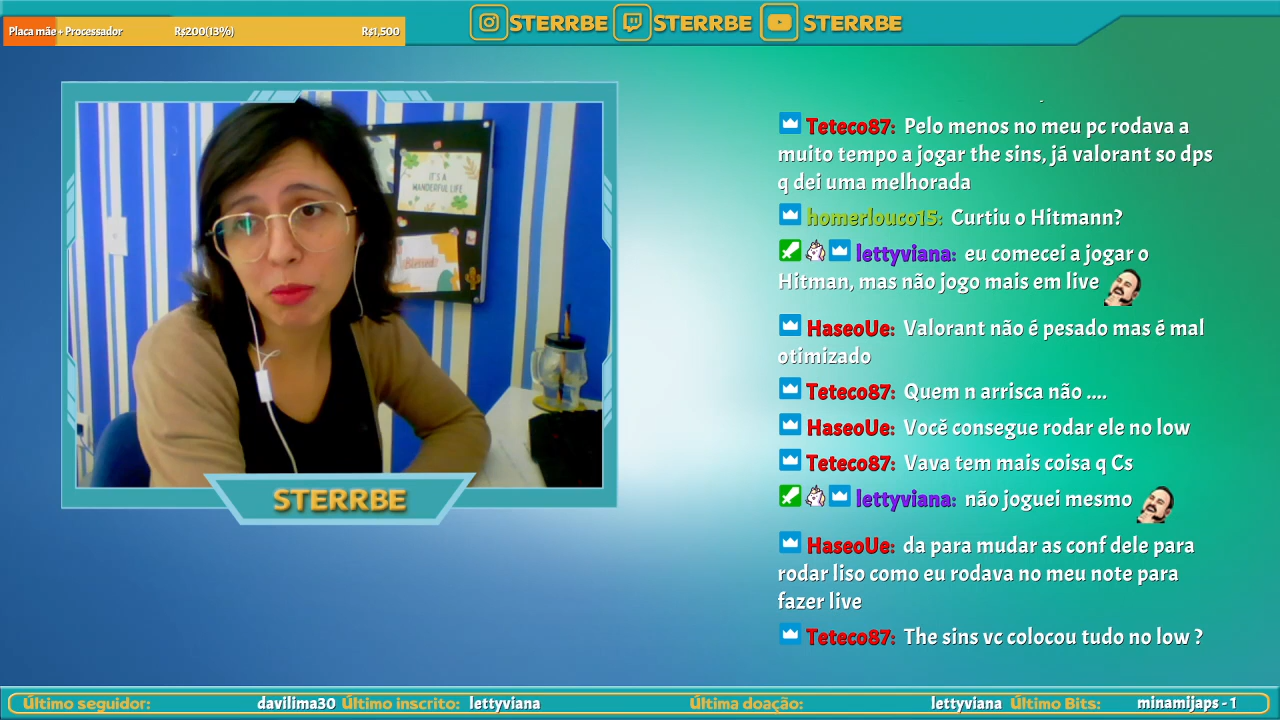 Placa mãe + Processador R$200(13%) R$1,500
STERRBE STERRBE STERRBE
IT'S A
WANDERFUL LIFE
Blessed!
STERRBE
Teteco87: Pelo menos no meu pc rodava a
muito tempo a jogar the sins, já valorant so dps
q dei uma melhorada
homerlouco15: Curtiu o Hitmann?
lettyviana: eu comecei a jogar o
Hitman, mas não jogo mais em live
HaseoUe: Valorant não é pesado mas é mal
otimizado
Teteco87: Quem n arrisca não ....
HaseoUe: Você consegue rodar ele no low
Teteco87: Vava tem mais coisa q Cs
lettyviana: não joguei mesmo
HaseoUe: da para mudar as conf dele para
rodar liso como eu rodava no meu note para
fazer live
Teteco87: The sins vc colocou tudo no low ?
Último seguidor: davilima30 Último inscrito: lettyviana Última doação: lettyviana Último Bits: minamijaps - 1